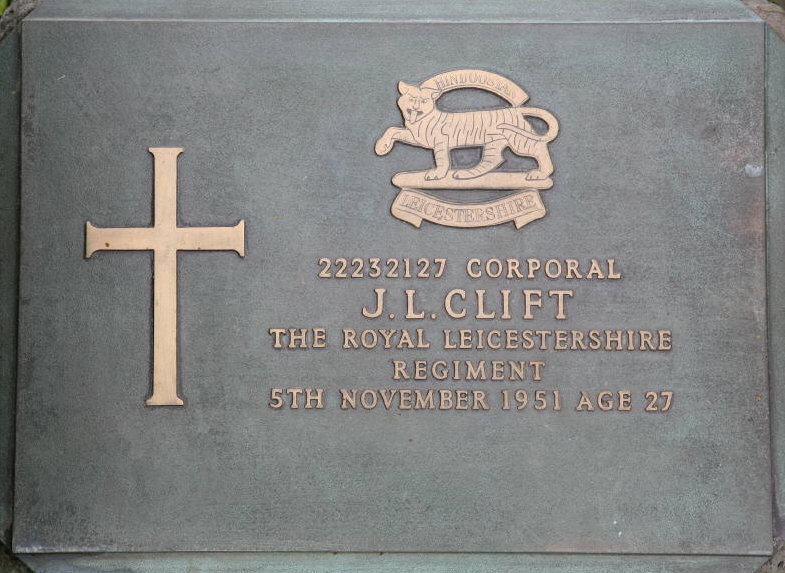 HINDOOSTAN
LEICESTERSHIRE
22232127 CORPORAL
J. L. CLIFT
THE ROYAL LEICESTERSHIRE
REGIMENT
5TH NOVEMBER 1951 AGE 27